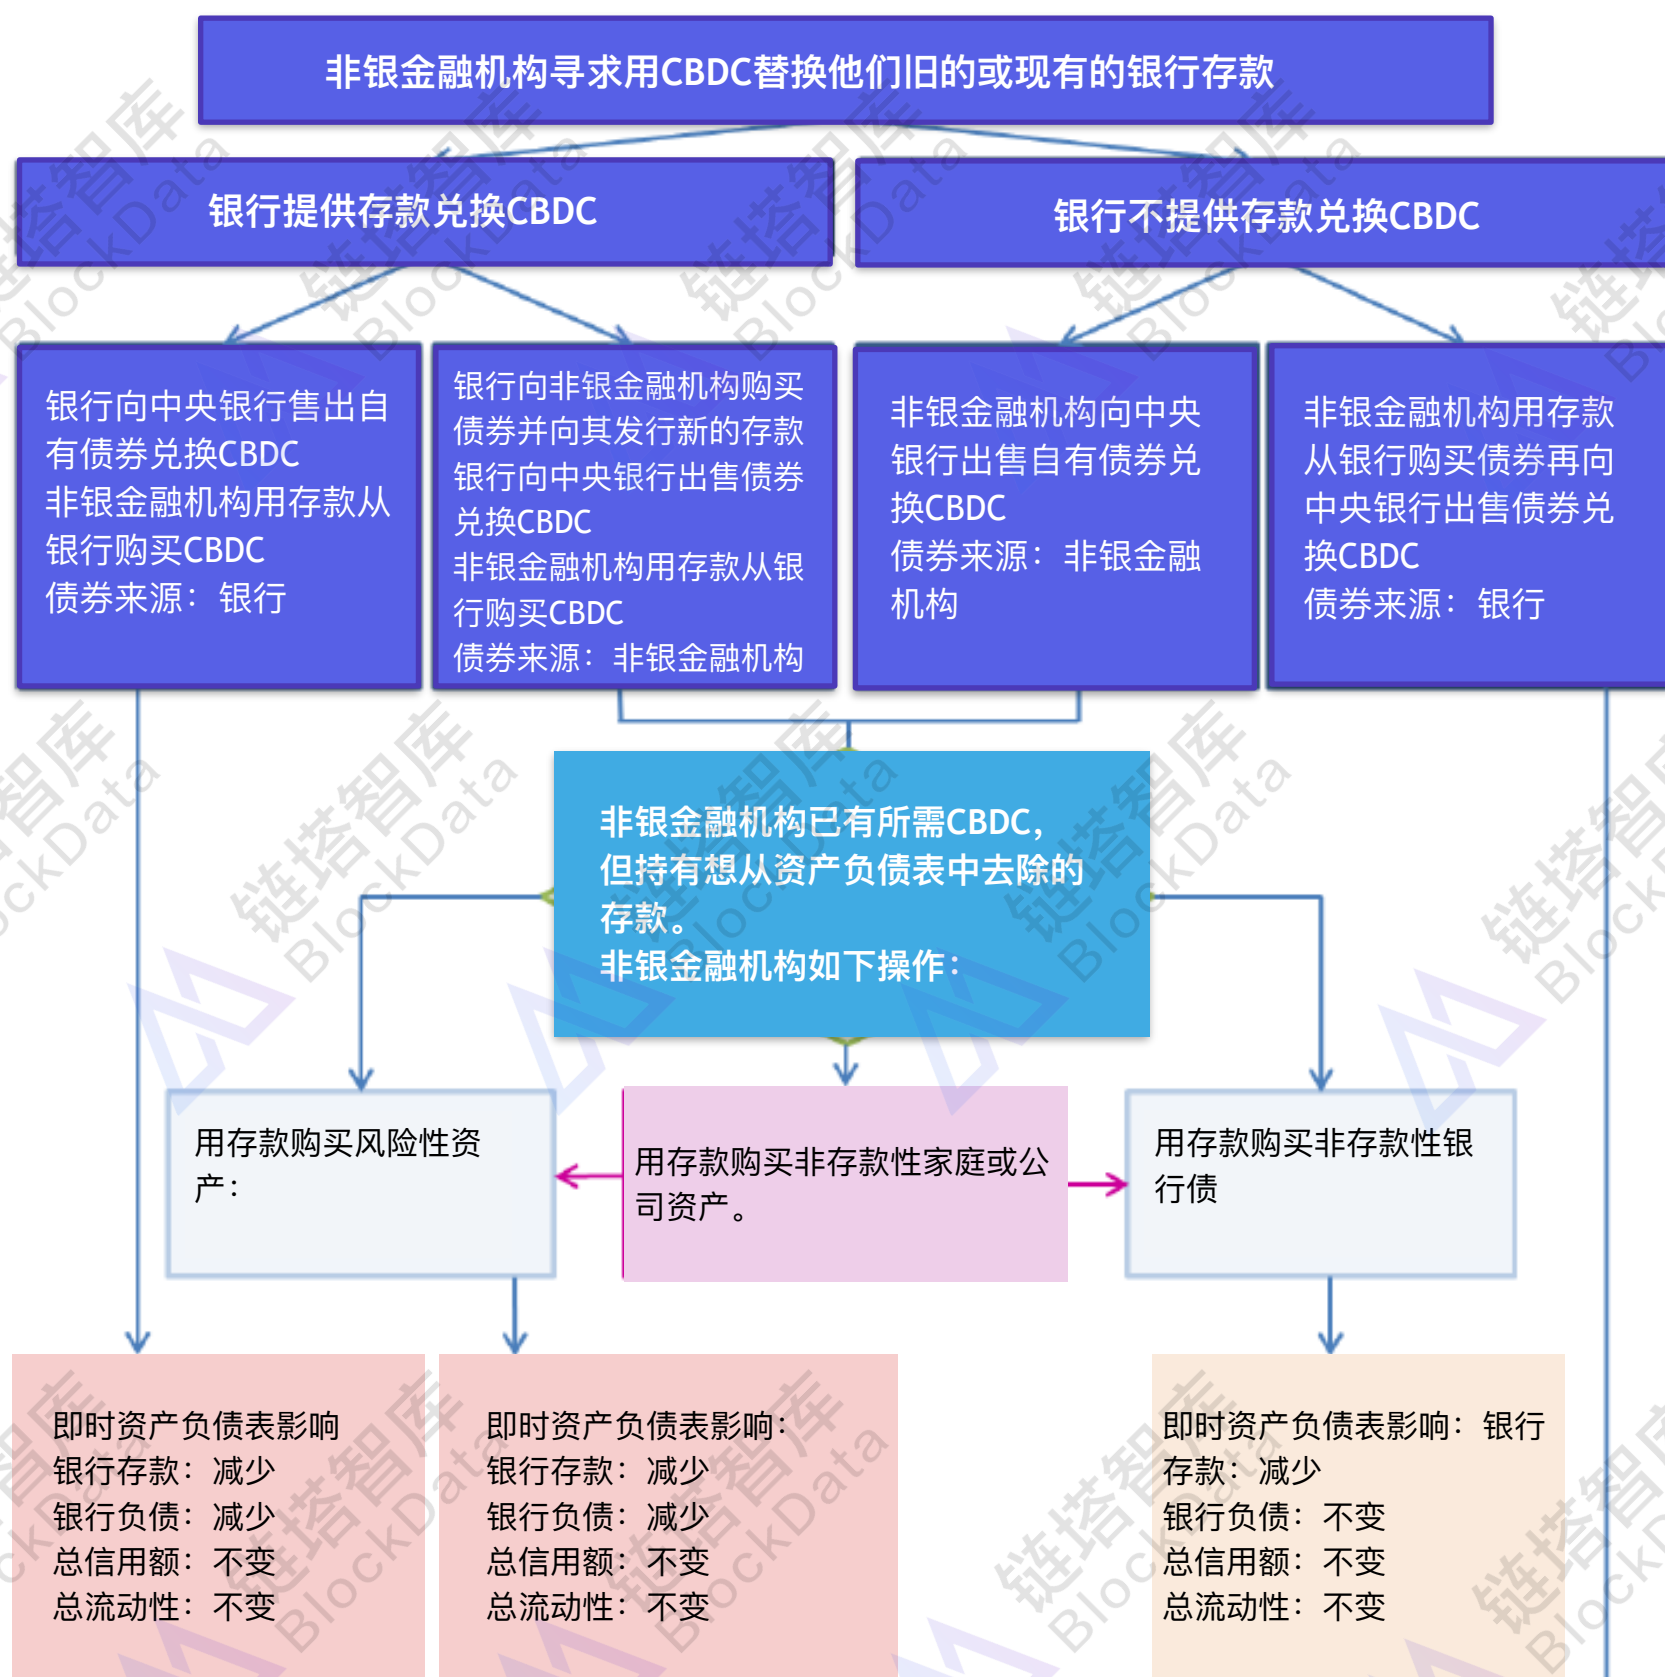 非银金融机构寻求用CBDC替换他们旧的或现有的银行存款
银行提供存款兑换CBDC
银行不提供存款兑换CBDC
银行向中央银行售出自
有债券兑换CBDC
非银金融机构用存款从
银行购买CBDC
债券来源：银行
银行向非银金融机构购买
债券并向其发行新的存款
银行向中央银行出售债券
兑换CBDC
非银金融机构用存款从银
行购买CBDC
债券来源：非银金融机构
非银金融机构向中央
银行出售自有债券兑
换CBDC
债券来源：非银金融
机构
非银金融机构用存款
从银行购买债券再向
中央银行出售债券兑
换CBDC
债券来源：银行
非银金融机构已有所需CBDC，
但持有想从资产负债表中去除的
存款。
非银金融机构如下操作：
用存款购买风险性资
产：
用存款购买非存款性家庭或公
司资产。
用存款购买非存款性银
行债
即时资产负债表影响
银行存款：减少
银行负债：减少
总信用额：不变
总流动性：不变
即时资产负债表影响：
银行存款：减少
银行负债：减少
总信用额：不变
总流动性：不变
即时资产负债表影响：银行
存款：减少
银行负债：不变
总信用额：不变
总流动性：不变
链塔智库
BlockData